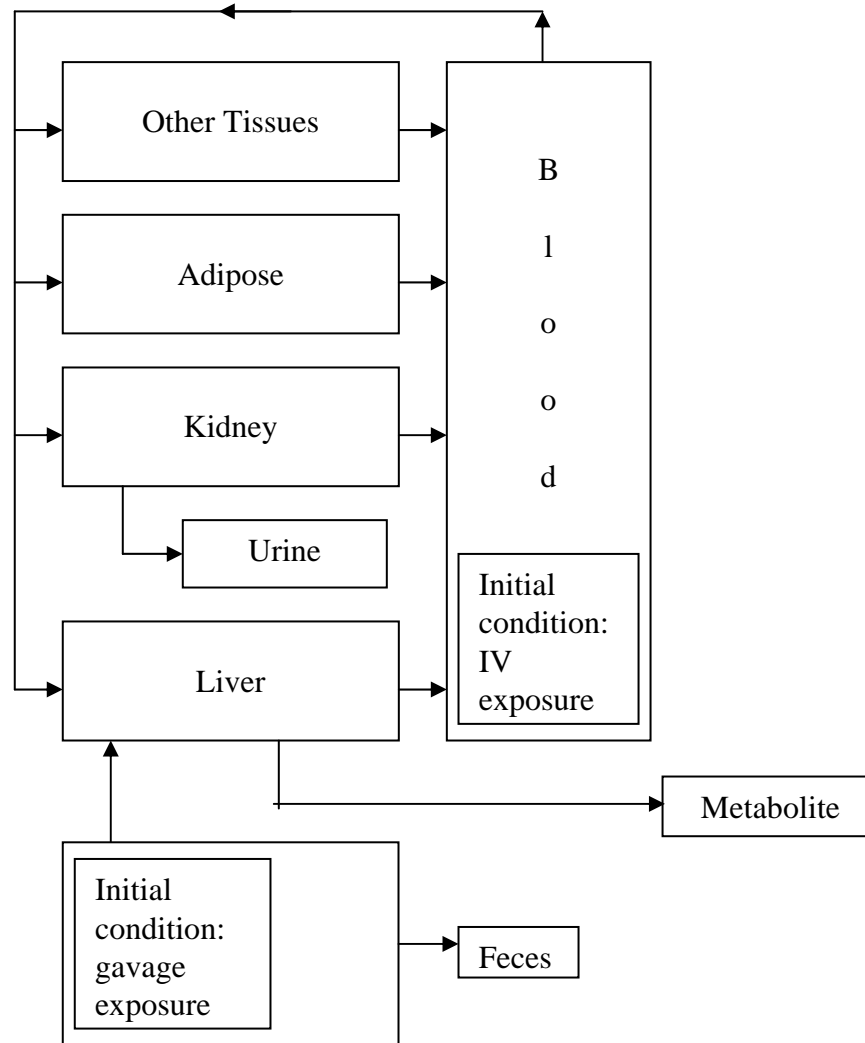 Other Tissues
B
l
o
o
d
Adipose
Kidney
Urine
Initial
condition:
IV
exposure
Liver
Metabolite
Initial
condition:
gavage
exposure
Feces